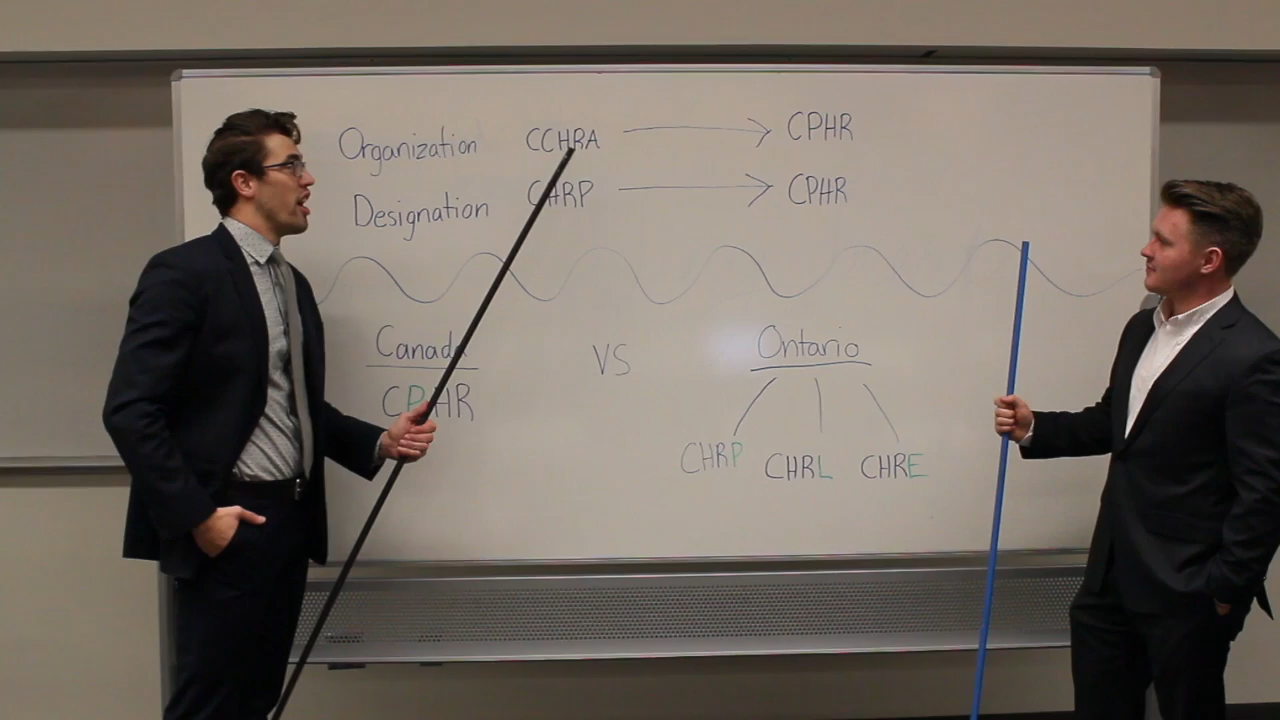 Organization CCHRA → CPHR
Designation CHRP → CPHR
Canada VS Ontario
CPHR
CHRP CHRL CHRE